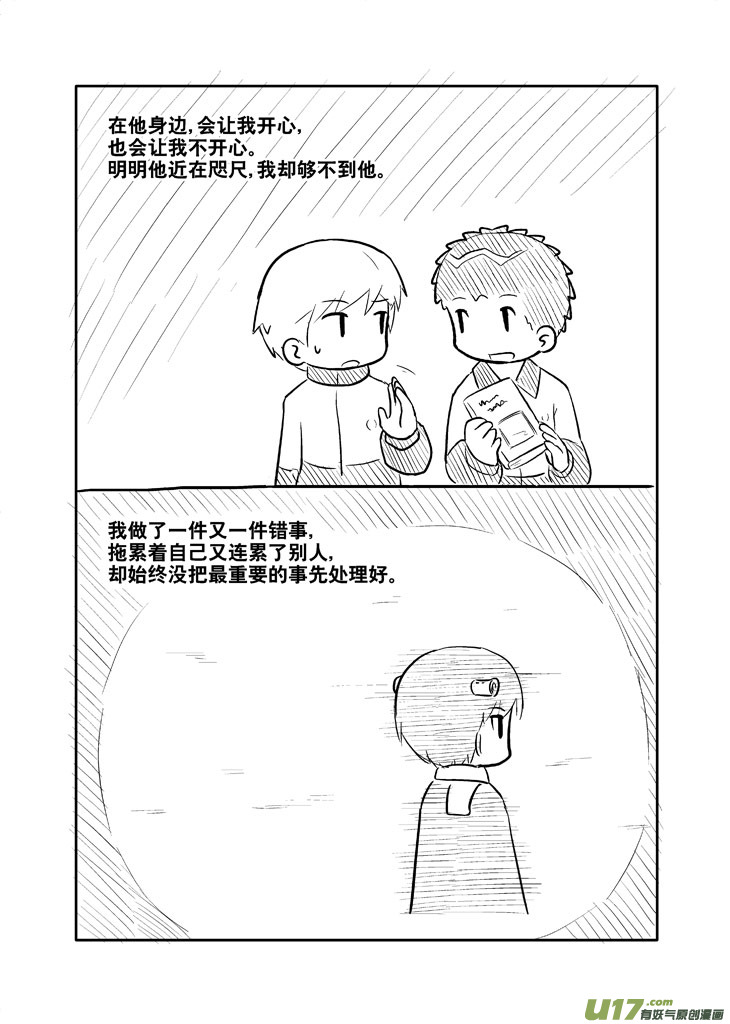 在他身边,会让我开心,
也会让我不开心。
明明他近在咫尺,我却够不到他。
我做了一件又一件错事,
拖累着自己又连累了别人,
却始终没把最重要的事先处理好。
U17.com
有妖气原创漫画